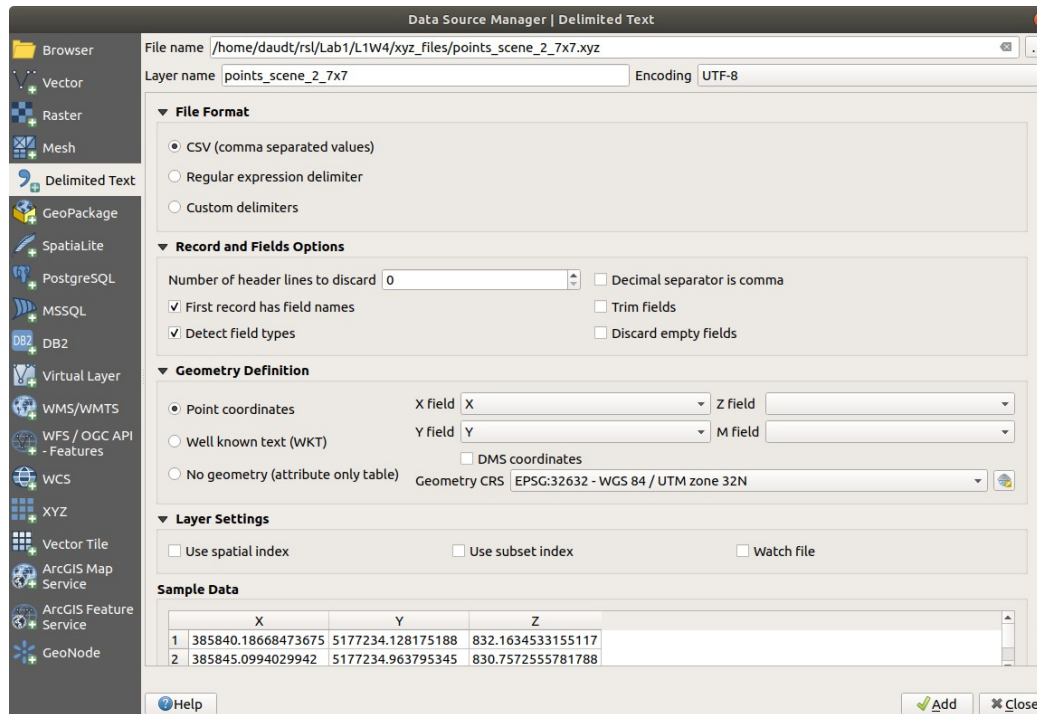 Data Source Manager | Delimited Text
Browser
Vector
Raster
Mesh
Delimited Text
GeoPackage
SpatiaLite
PostgreSQL
MSSQL
DB2
DB2
Virtual Layer
WMS/WMTS
WFS / OGC API
- Features
WCS
XYZ
Vector Tile
ArcGIS Map
Service
ArcGIS Feature
Service
GeoNode
File name /home/daudt/rsl/Lab1/L1W4/xyz_files/points_scene_2_7x7.xyz
Layer name points_scene_2_7x7 Encoding UTF-8
File Format
CSV (comma separated values)
Regular expression delimiter
Custom delimiters
Record and Fields Options
Number of header lines to discard 0 Decimal separator is comma
First record has field names Trim fields
Detect field types Discard empty fields
Geometry Definition
Point coordinates X field X Z field
Well known text (WKT) Y field Y M field
DMS coordinates
No geometry (attribute only table) Geometry CRS EPSG:32632 - WGS 84 / UTM zone 32N
Layer Settings
Use spatial index Use subset index Watch file
Sample Data
X Y Z
1 385840.18668473675 5177234.128175188 832.1634533155117
2 385845.0994029942 5177234.963795345 830.7572555781788
Help Add Close